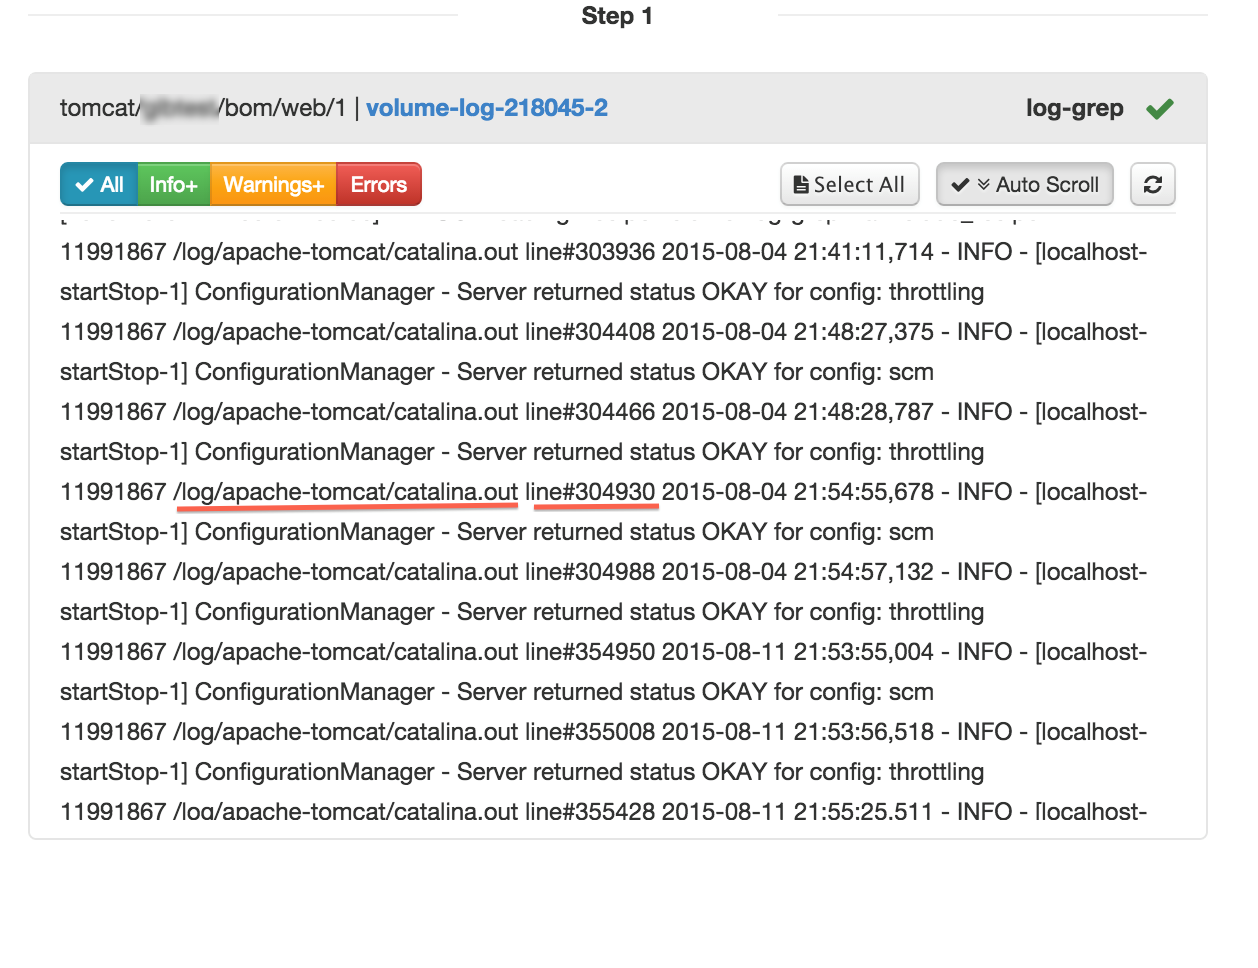 Step 1
tomcat/ /bom/web/1 | volume-log-218045-2 log-grep
All Info+ Warnings+ Errors Select All Auto Scroll
11991867 /log/apache-tomcat/catalina.out line#303936 2015-08-04 21:41:11,714 - INFO - [localhost-
startStop-1] ConfigurationManager - Server returned status OKAY for config: throttling
11991867 /log/apache-tomcat/catalina.out line#304408 2015-08-04 21:48:27,375 - INFO - [localhost-
startStop-1] ConfigurationManager - Server returned status OKAY for config: scm
11991867 /log/apache-tomcat/catalina.out line#304466 2015-08-04 21:48:28,787 - INFO - [localhost-
startStop-1] ConfigurationManager - Server returned status OKAY for config: throttling
11991867 /log/apache-tomcat/catalina.out line#304930 2015-08-04 21:54:55,678 - INFO - [localhost-
startStop-1] ConfigurationManager - Server returned status OKAY for config: scm
11991867 /log/apache-tomcat/catalina.out line#304988 2015-08-04 21:54:57,132 - INFO - [localhost-
startStop-1] ConfigurationManager - Server returned status OKAY for config: throttling
11991867 /log/apache-tomcat/catalina.out line#354950 2015-08-11 21:53:55,004 - INFO - [localhost-
startStop-1] ConfigurationManager - Server returned status OKAY for config: scm
11991867 /log/apache-tomcat/catalina.out line#355008 2015-08-11 21:53:56,518 - INFO - [localhost-
startStop-1] ConfigurationManager - Server returned status OKAY for config: throttling
11991867 /log/apache-tomcat/catalina.out line#355428 2015-08-11 21:55:25,511 - INFO - [localhost-